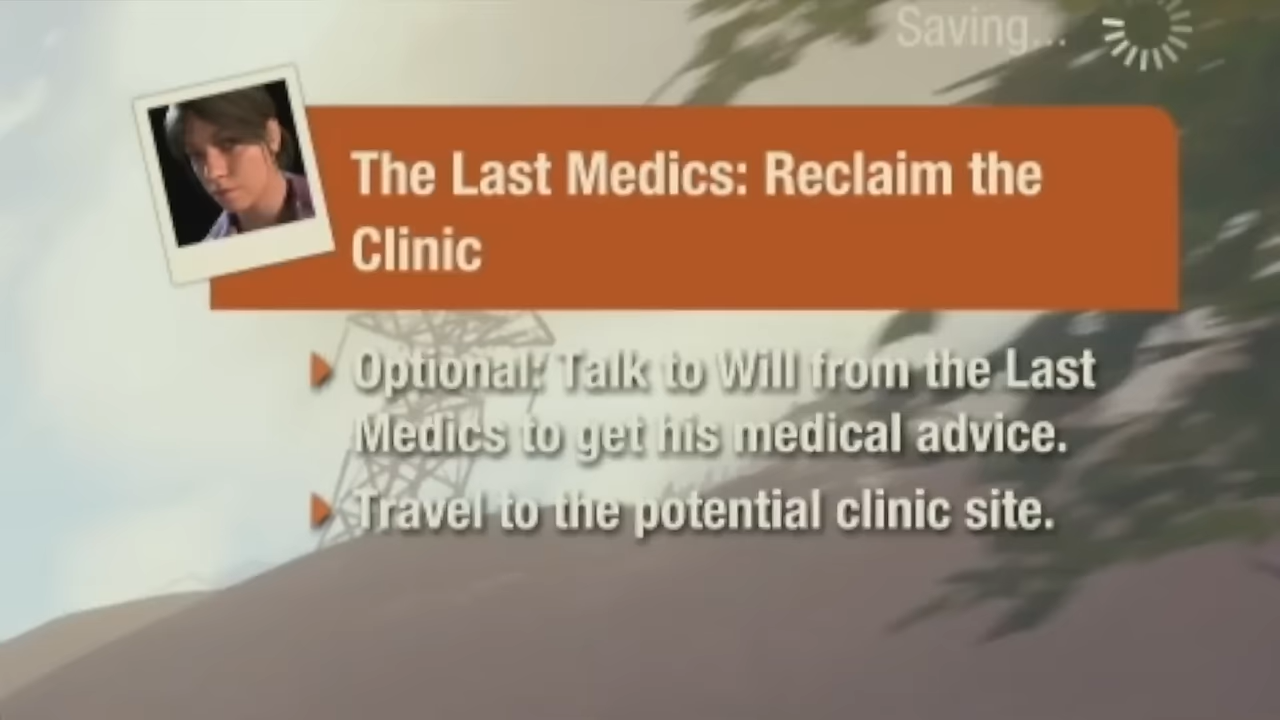 Saving...
The Last Medics: Reclaim the
Clinic
Optional: Talk to Will from the Last
Medics to get his medical advice.
Travel to the potential clinic site.